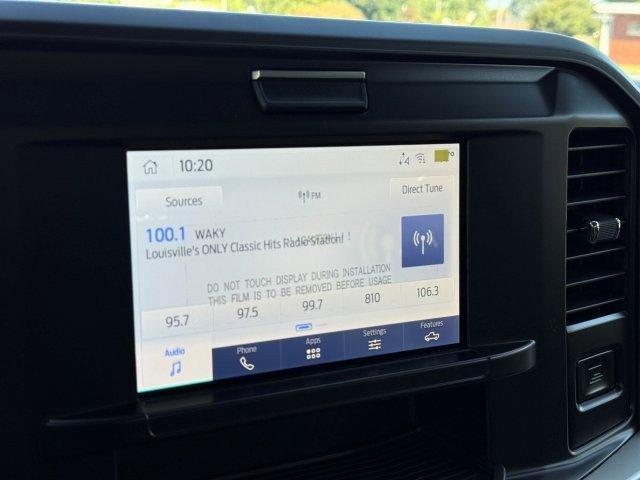 10:20
Sources
FM
Direct Tune
100.1 WAKY
Louisville's ONLY Classic Hits Radio Station!
DO NOT TOUCH DISPLAY DURING INSTALLATION
THIS FILM IS TO BE REMOVED BEFORE USAGE
95.7 97.5 99.7 810 106.3
Audio Phone Apps Settings Features